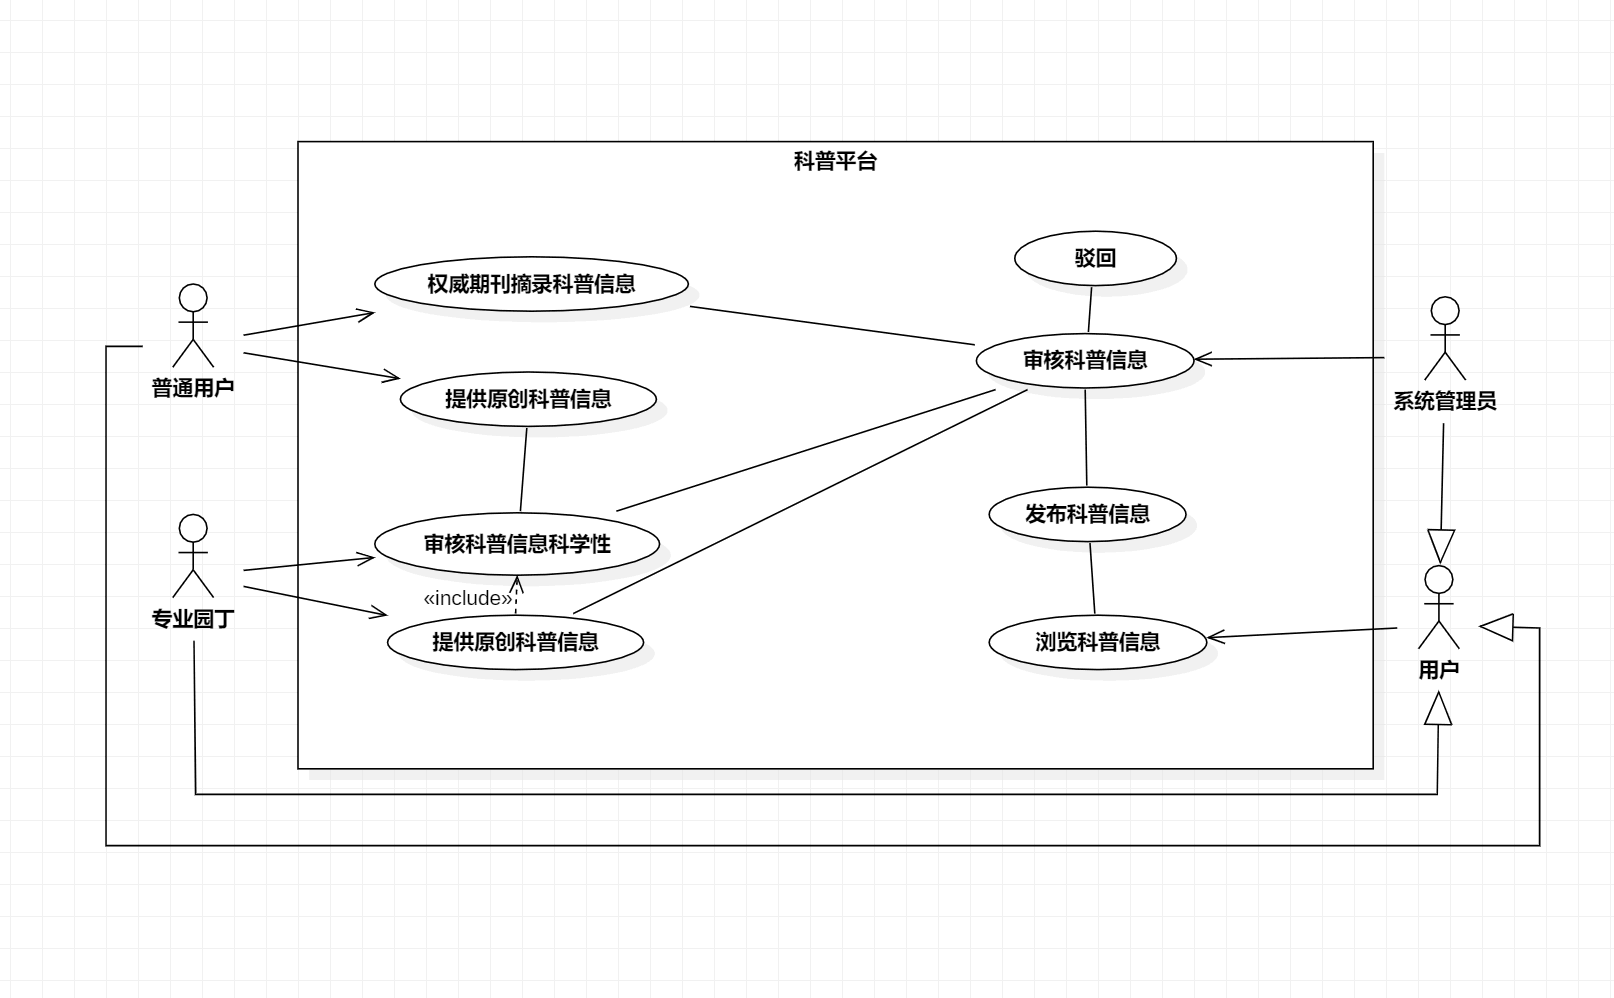 科普平台
驳回
权威期刊摘录科普信息
审核科普信息
普通用户
提供原创科普信息
系统管理员
发布科普信息
审核科普信息科学性
«include»
专业园丁
提供原创科普信息
浏览科普信息
用户